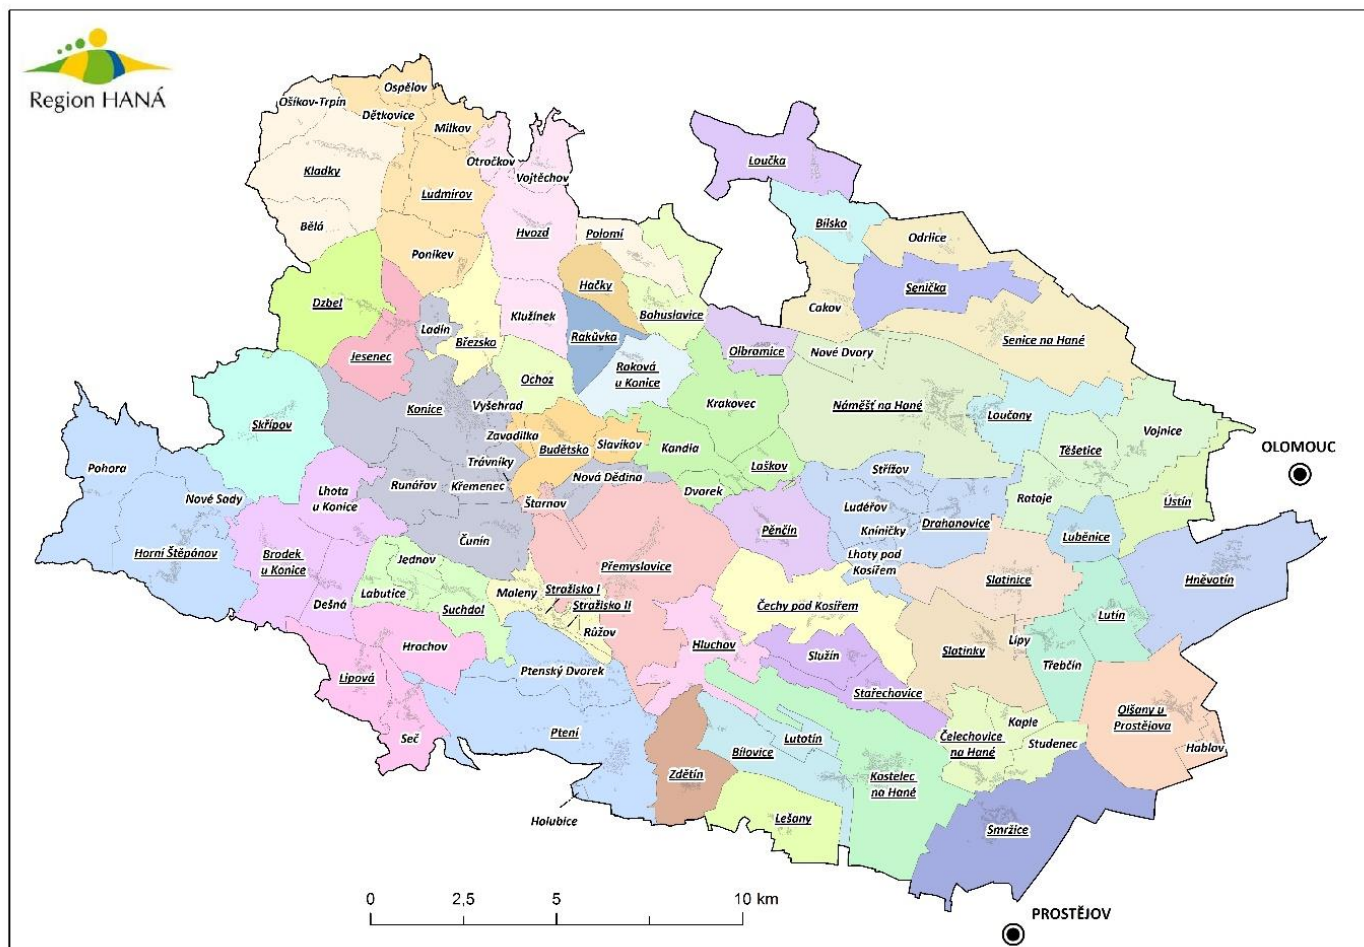 Region HANÁ
Ospělov
Ošíkov-Trpín
Dětkovice
Milkov
Otročkov
Vojtěchov
Kladky
Ludmírov
Bělá
Ponikev
Hvozd
Polomí
Loučka
Bílsko
Odrlice
Senička
Cakov
Senice na Hané
Dzbel
Hačky
Ladín
Klužínek
Bohuslavice
Jesenec
Březsko
Rakůvka
Olbramice
Nové Dvory
Raková
u Konice
Ochoz
Konice
Vyšehrad
Krakovec
Náměšť na Hané
Loučany
Skřípov
Zavadilka
Budětsko
Slavíkov
Kandia
Laškov
Těšetice
Vojnice
OLOMOUC
Pohora
Trávníky
Nová Dědina
Střížov
Runářov
Křemenec
Dvorek
Rataje
Ústín
Nové Sady
Lhota
u Konice
Štarnov
Ludéřov
Pěnčín
Kníničky
Drahanovice
Luběnice
Horní Štěpánov
Brodek
u Konice
Čunín
Jednov
Přemyslovice
Lhoty pod
Kosířem
Slatinice
Hněvotín
Labutice
Maleny
Stražisko I
Stražisko II
Dešná
Suchdol
Růžov
Čechy pod Kosířem
Lutín
Hrochov
Hluchov
Služín
Slatinky
Lípy
Třebčín
Lipová
Ptenský Dvorek
Stařechovice
Olšany u
Prostějova
Seč
Ptení
Lutotín
Bílovice
Čelechovice
na Hané
Kaple
Studenec
Hablov
Zdětín
Kostelec
na Hané
Holubice
Lešany
Smržice
0 2,5 5 10 km
PROSTĚJOV